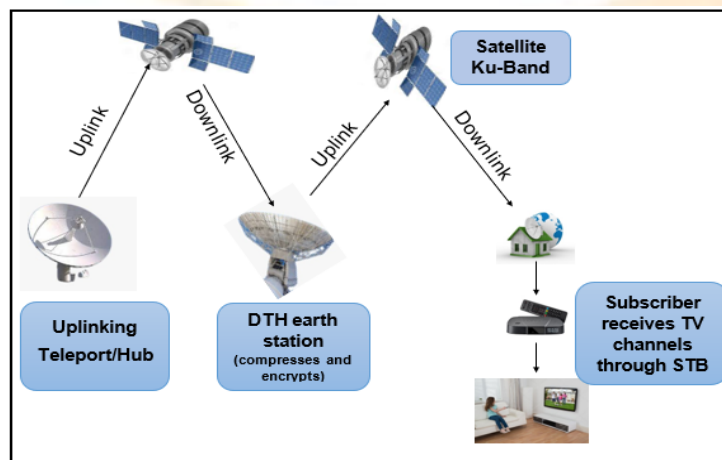 Satellite
Ku-Band
Uplink
Downlink
Uplink
Downlink
Uplinking
Teleport/Hub
DTH earth
station
(compresses and
encrypts)
Subscriber
receives TV
channels
through STB